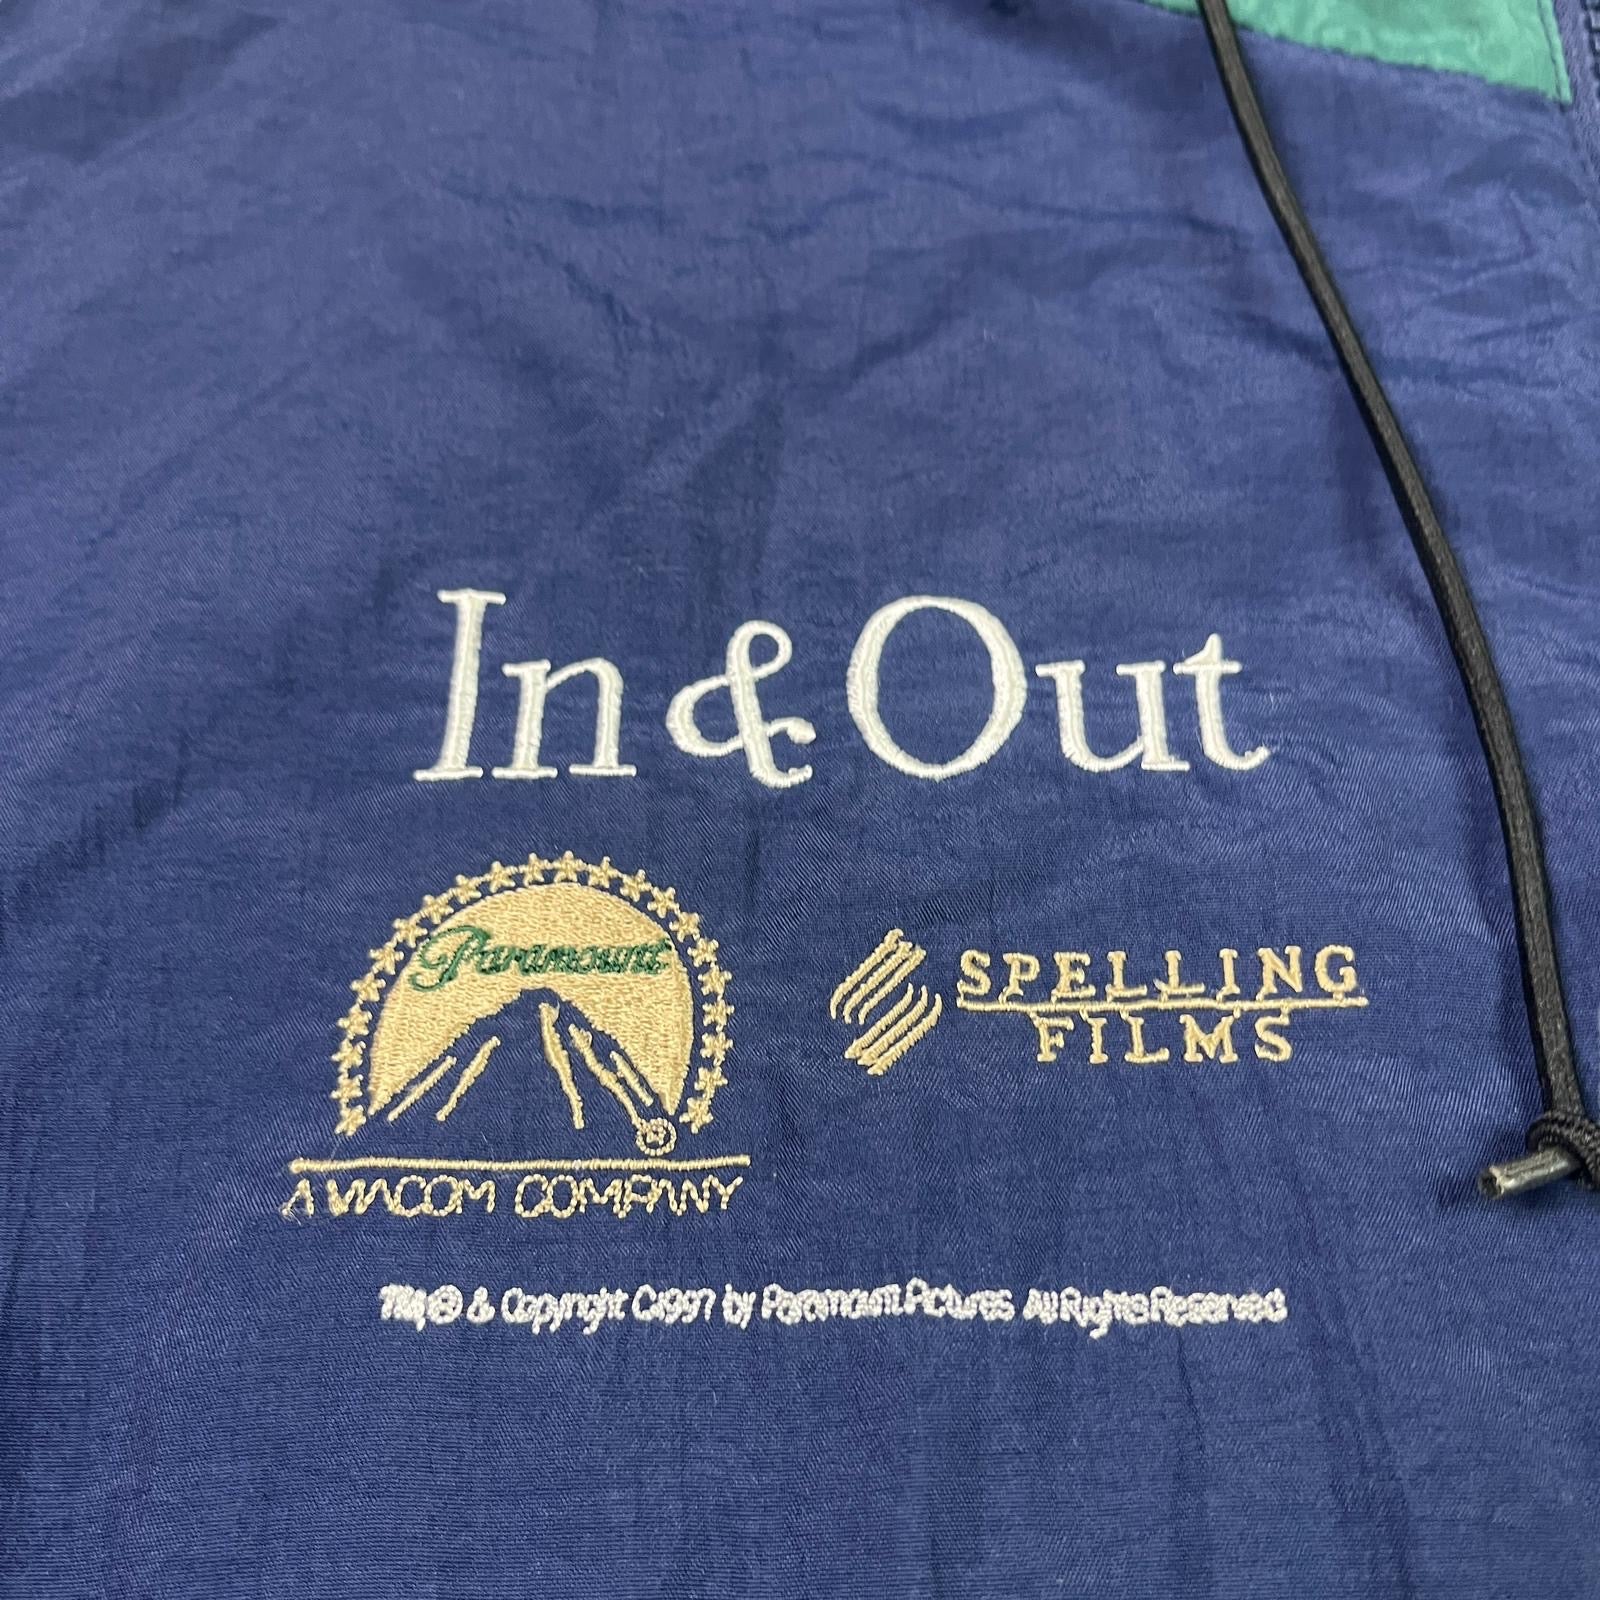 In & Out
Paramount
A VIACOM COMPANY
SPELLING
FILMS
TM, ® & Copyright ©1997 by Paramount Pictures All Rights Reserved